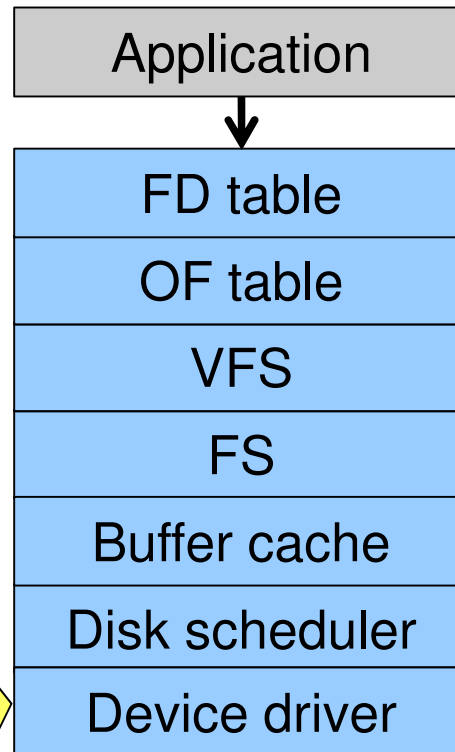 Application
FD table
OF table
VFS
FS
Buffer cache
Disk scheduler
Device driver